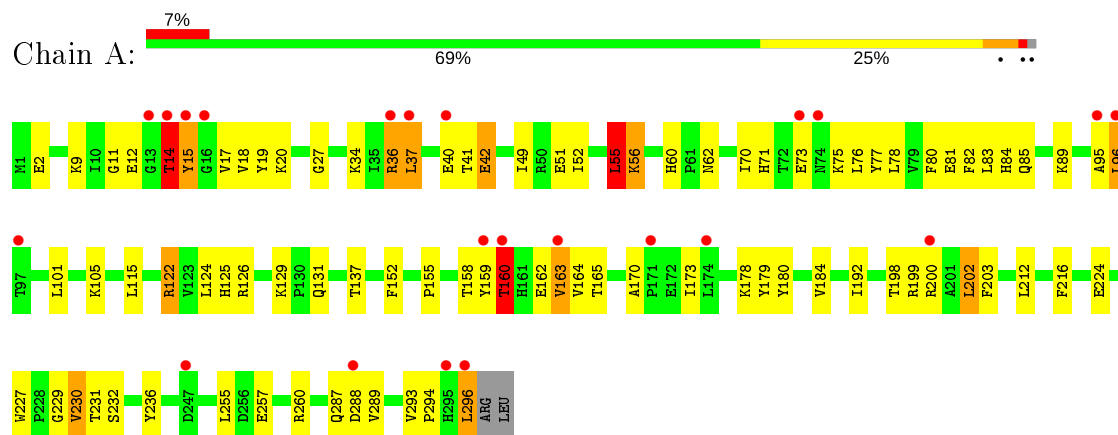 7%
Chain A:
69% 25% • ••
M1 E2 K9 I10 G11 E12 G13 T14 Y15 G16 V17 V18 Y19 K20 G27 K34 I35 R36 L37 E40 T41 E42 I49 R50 E51 I52 L55 K56 H60 P61 N62 I70 H71 T72 E73 N74 K75 L76 Y77 L78 V79 F80 E81 F82 L83 H84 Q85 K89 A95 L96
T97 L101 K105 L115 R122 V123 L124 H125 R126 K129 P130 Q131 T137 F152 P155 T158 Y159 T160 H161 E162 V163 V164 T165 A170 P171 E172 I173 L174 K178 Y179 Y180 V184 I192 T198 R199 R200 A201 L202 F203 L212 F216 E224
W227 P228 G229 V230 T231 S232 Y236 D247 L255 D256 E257 R260 Q287 D288 V289 V293 P294 H295 L296 ARG LEU